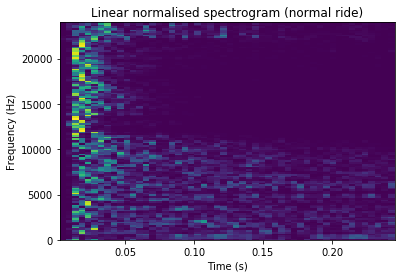 Linear normalised spectrogram (normal ride)
Frequency (Hz)
20000
15000
10000
5000
0
0.05 0.10 0.15 0.20
Time (s)